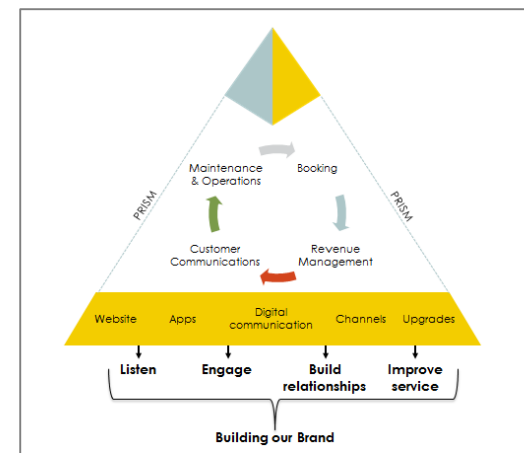 Maintenance
& Operations
Booking
PRISM
PRISM
Customer
Communications
Revenue
Management
Website
Apps
Digital
communication
Channels
Upgrades
Listen
Engage
Build
relationships
Improve
service
Building our Brand